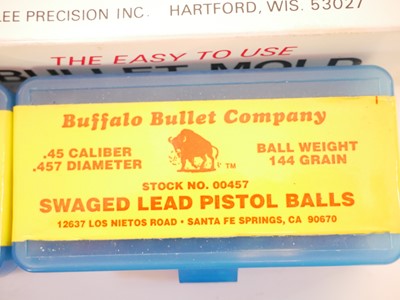 LEE PRECISION INC. HARTFORD, WIS. 53027
THE EASY TO USE
BULLET MOLD
Buffalo Bullet Company
.45 CALIBER
.457 DIAMETER
TM
BALL WEIGHT
144 GRAIN
STOCK NO. 00457
SWAGED LEAD PISTOL BALLS
12637 LOS NIETOS ROAD • SANTA FE SPRINGS, CA 90670